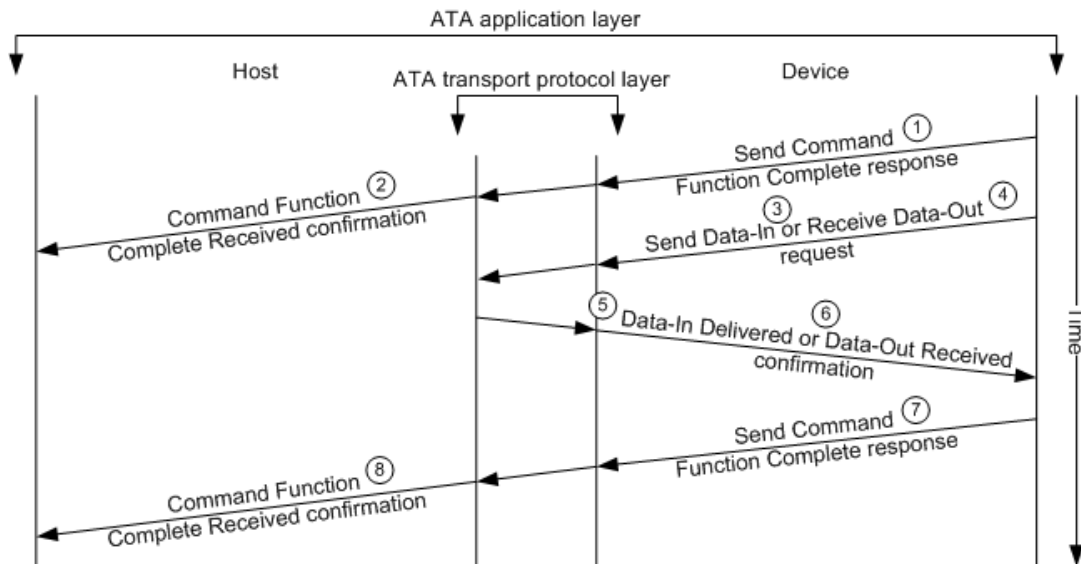 ATA application layer
Host
Device
ATA transport protocol layer
Send Command ①
Function Complete response
Command Function ②
Complete Received confirmation
③ ④
Send Data-In or Receive Data-Out
request
⑤ ⑥
Data-In Delivered or Data-Out Received
confirmation
Time
Send Command ⑦
Function Complete response
Command Function ⑧
Complete Received confirmation